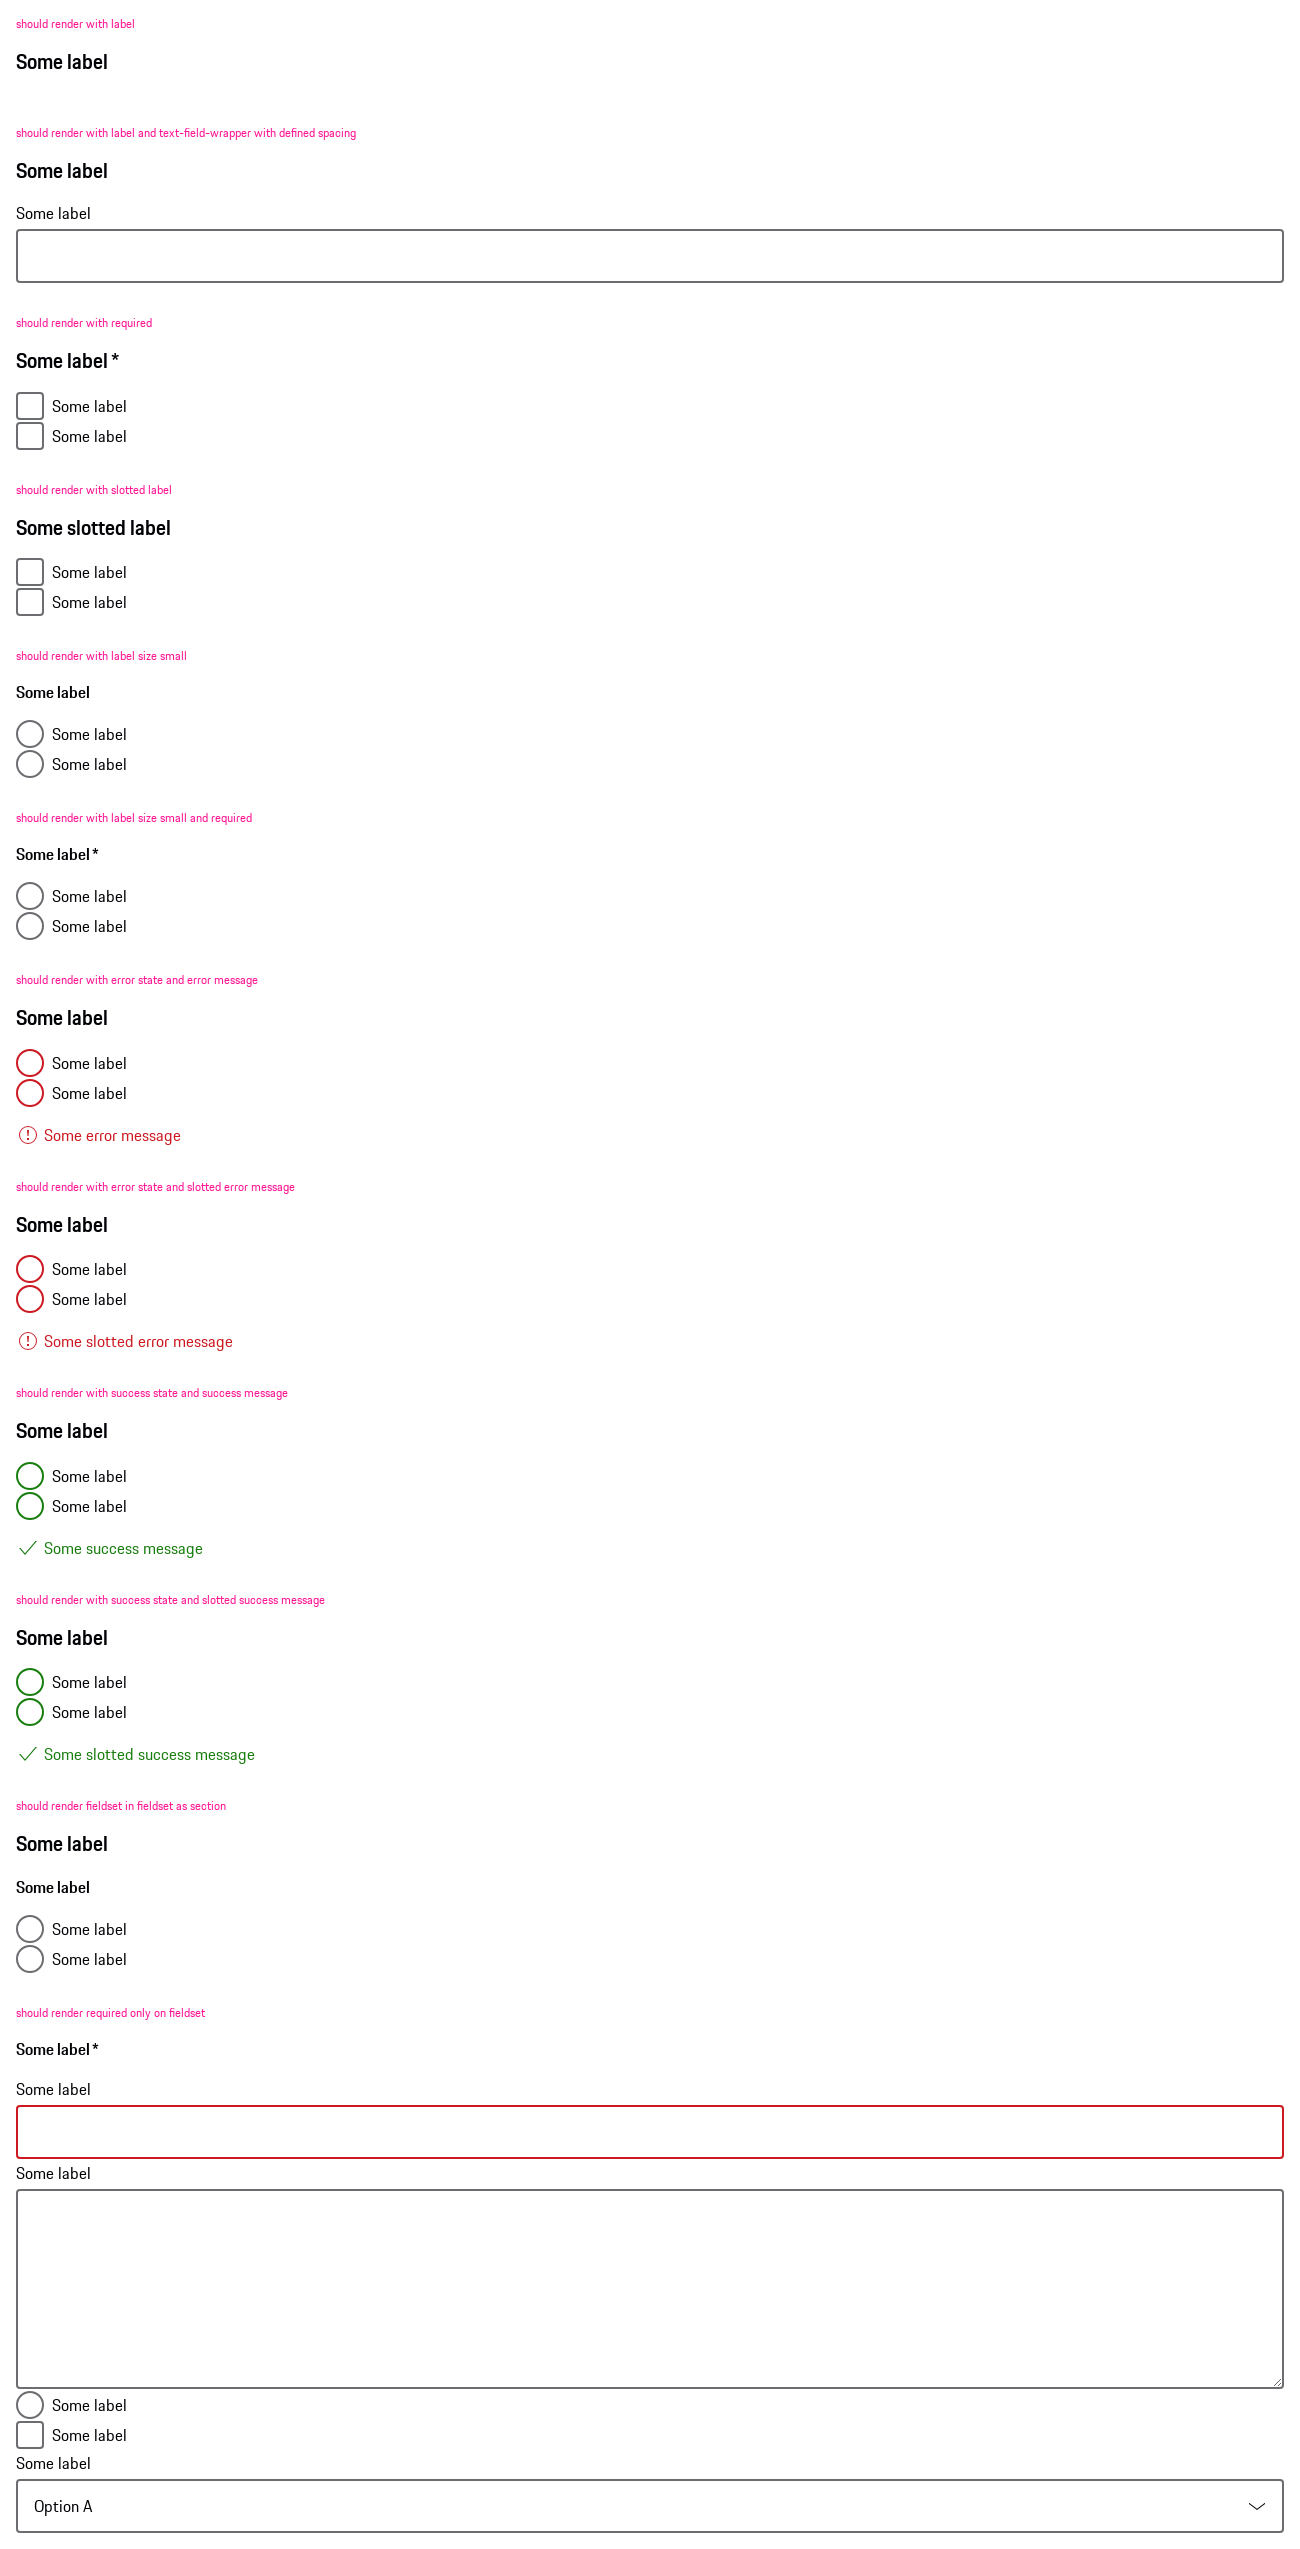 should render with label
Some label
should render with label and text-field-wrapper with defined spacing
Some label
Some label
should render with required
Some label *
Some label
Some label
should render with slotted label
Some slotted label
Some label
Some label
should render with label size small
Some label
Some label
Some label
should render with label size small and required
Some label *
Some label
Some label
should render with error state and error message
Some label
Some label
Some label
Some error message
should render with error state and slotted error message
Some label
Some label
Some label
Some slotted error message
should render with success state and success message
Some label
Some label
Some label
Some success message
should render with success state and slotted success message
Some label
Some label
Some label
Some slotted success message
should render fieldset in fieldset as section
Some label
Some label
Some label
Some label
should render required only on fieldset
Some label *
Some label
Some label
Some label
Some label
Some label
Option A